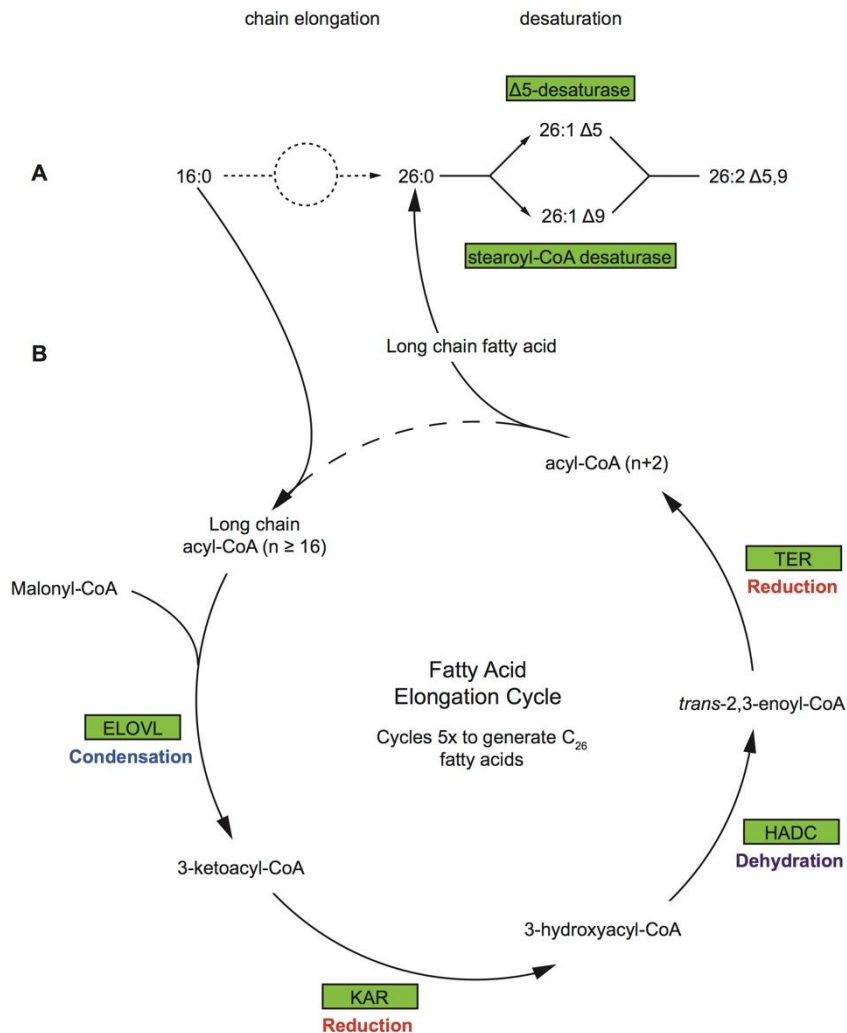 chain elongation
desaturation
Δ5-desaturase
26:1 Δ5
A
16:0
26:0
26:2 Δ5,9
26:1 Δ9
stearoyl-CoA desaturase
B
Long chain fatty acid
acyl-CoA (n+2)
Long chain
acyl-CoA (n ≥ 16)
Malonyl-CoA
TER
Reduction
Fatty Acid
Elongation Cycle
Cycles 5x to generate C₂₆
fatty acids
trans-2,3-enoyl-CoA
ELOVL
Condensation
HADC
Dehydration
3-ketoacyl-CoA
3-hydroxyacyl-CoA
KAR
Reduction